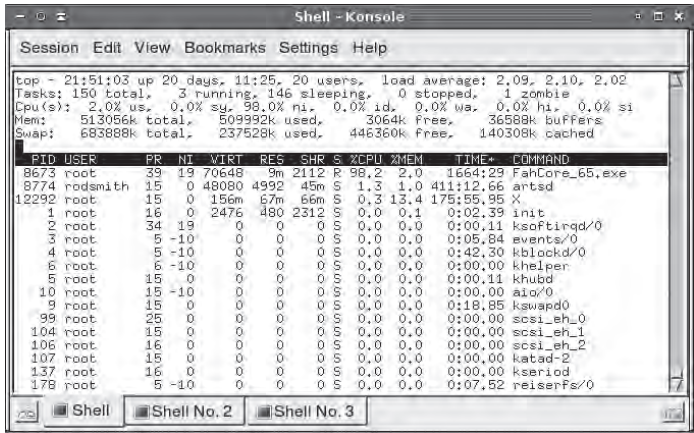 Shell - Konsole
Session Edit View Bookmarks Settings Help
top - 21:51:03 up 20 days, 11:25, 20 users, load average: 2.09, 2.10, 2.02
Tasks: 150 total, 3 running, 146 sleeping, 0 stopped, 1 zombie
Cpu(s): 2.0% us, 0.0% sy, 98.0% ni, 0.0% id, 0.0% wa, 0.0% hi, 0.0% si
Mem: 513056k total, 509992k used, 3064k free, 36588k buffers
Swap: 683888k total, 237528k used, 446360k free, 140308k cached
PID USER PR NI VIRT RES SHR S %CPU %MEM TIME+ COMMAND
8673 root 39 19 70648 9m 2112 R 98.2 2.0 1664:29 FahCore_65.exe
8774 rodsmith 15 0 48080 4992 45m S 1.3 1.0 411:12.66 artsd
12292 root 15 0 156m 67m 66m S 0.3 13.4 175:55.95 X
1 root 16 0 2476 480 2312 S 0.0 0.1 0:02.39 init
2 root 34 19 0 0 0 S 0.0 0.0 0:00.11 ksoftirqd/0
3 root 5 -10 0 0 0 S 0.0 0.0 0:05.84 events/0
4 root 5 -10 0 0 0 S 0.0 0.0 0:42.30 kblockd/0
6 root 6 -10 0 0 0 S 0.0 0.0 0:00.00 khelper
5 root 15 0 0 0 0 S 0.0 0.0 0:00.11 khubd
10 root 15 -10 0 0 0 S 0.0 0.0 0:00.00 aio/0
9 root 15 0 0 0 0 S 0.0 0.0 0:18.85 kswapd0
99 root 25 0 0 0 0 S 0.0 0.0 0:00.00 scsi_eh_0
104 root 15 0 0 0 0 S 0.0 0.0 0:00.00 scsi_eh_1
106 root 16 0 0 0 0 S 0.0 0.0 0:00.00 scsi_eh_2
107 root 15 0 0 0 0 S 0.0 0.0 0:00.00 katad-2
137 root 16 0 0 0 0 S 0.0 0.0 0:00.00 kseriod
178 root 5 -10 0 0 0 S 0.0 0.0 0:07.52 reiserfs/0
Shell Shell No. 2 Shell No. 3